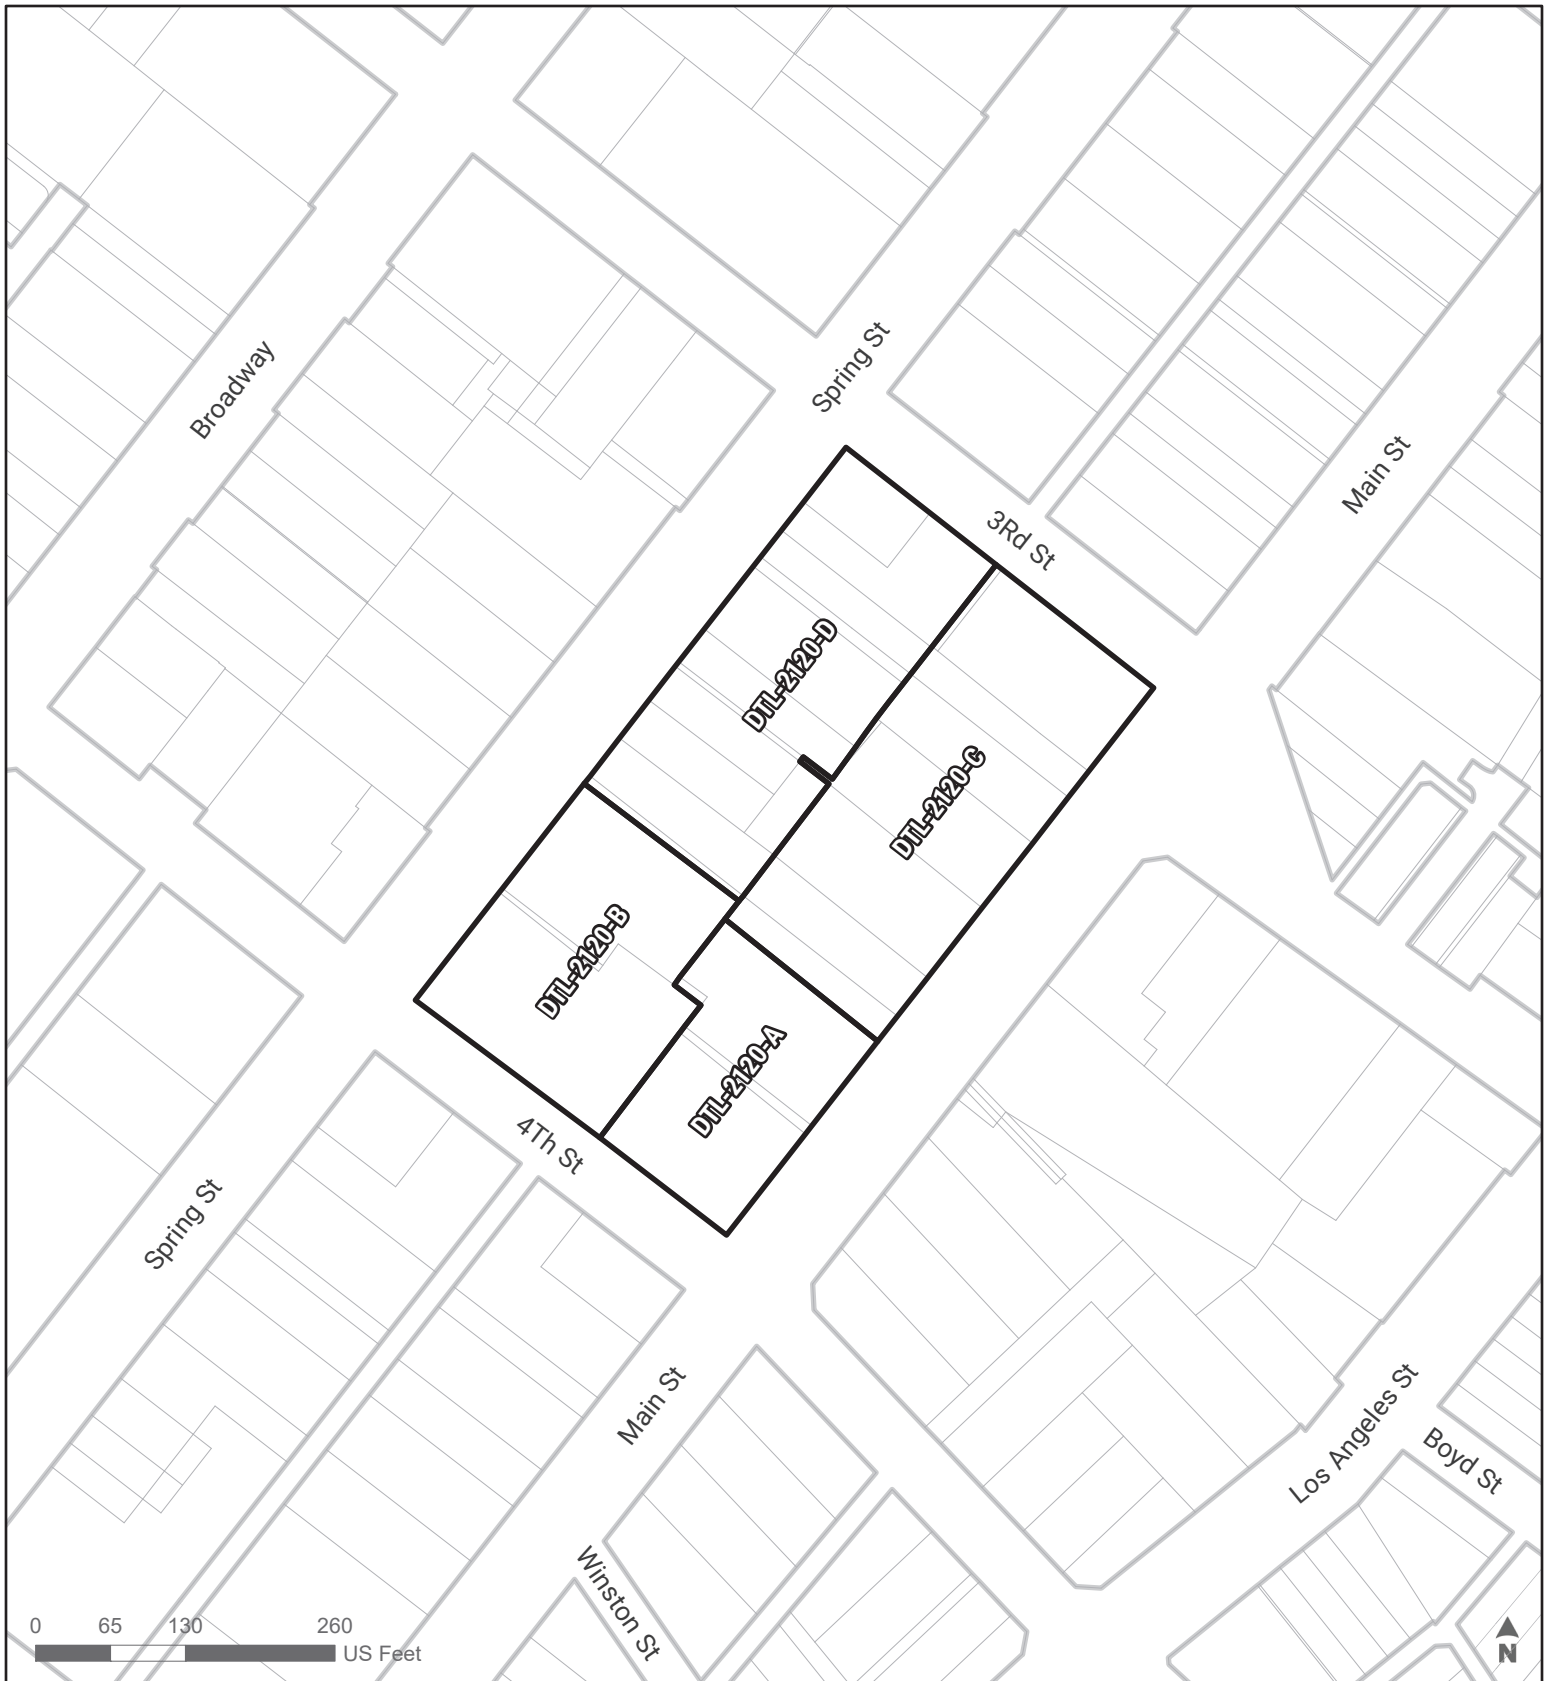 Spring St
Broadway
Main St
3Rd St
DTL-2120-D
DTL-2120-C
DTL-2120-B
DTL-2120-A
4Th St
Spring St
Main St
Los Angeles St
Boyd St
Winston St
0 65 130 260
US Feet
N